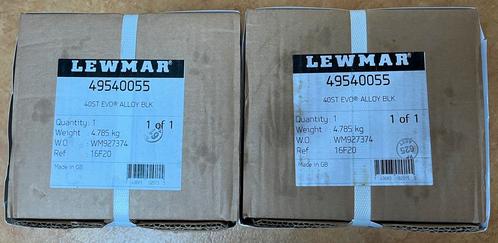 LEWMAR®
49540055
40ST EVO® ALLOY BLK
Quantity : 1
1 of 1
Weight : 4.785 kg
W.O. : WM927374
Ref : 16F20
Made in GB
LEWMAR®
49540055
40ST EVO® ALLOY BLK
Quantity : 1
1 of 1
Weight : 4.785 kg
W.O. : WM927374
Ref : 16F20
Made in GB